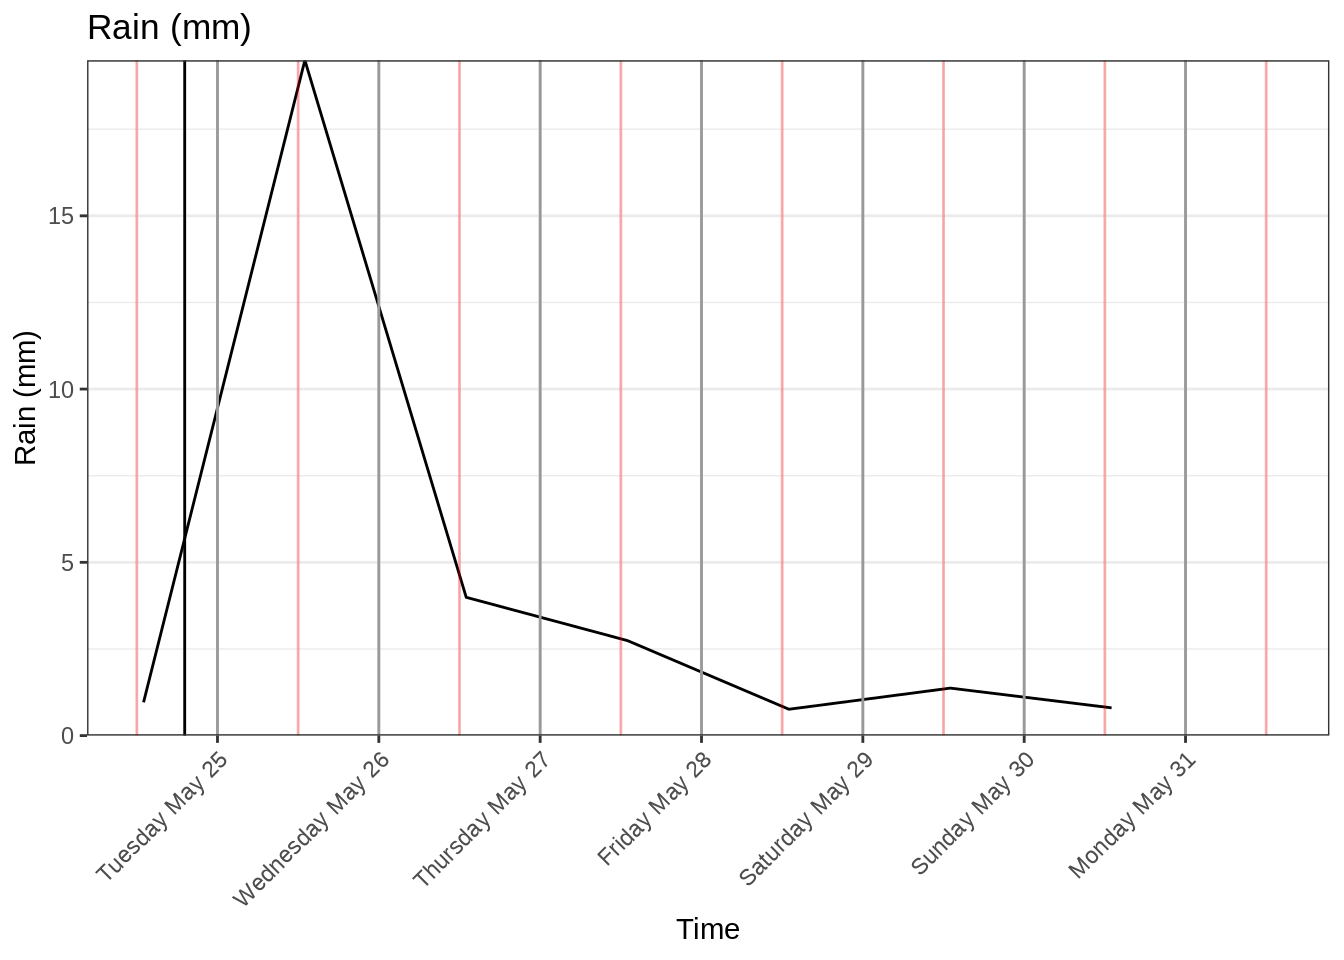 Rain (mm)
Rain (mm)
15
10
5
0
Tuesday May 25
Wednesday May 26
Thursday May 27
Friday May 28
Saturday May 29
Sunday May 30
Monday May 31
Time